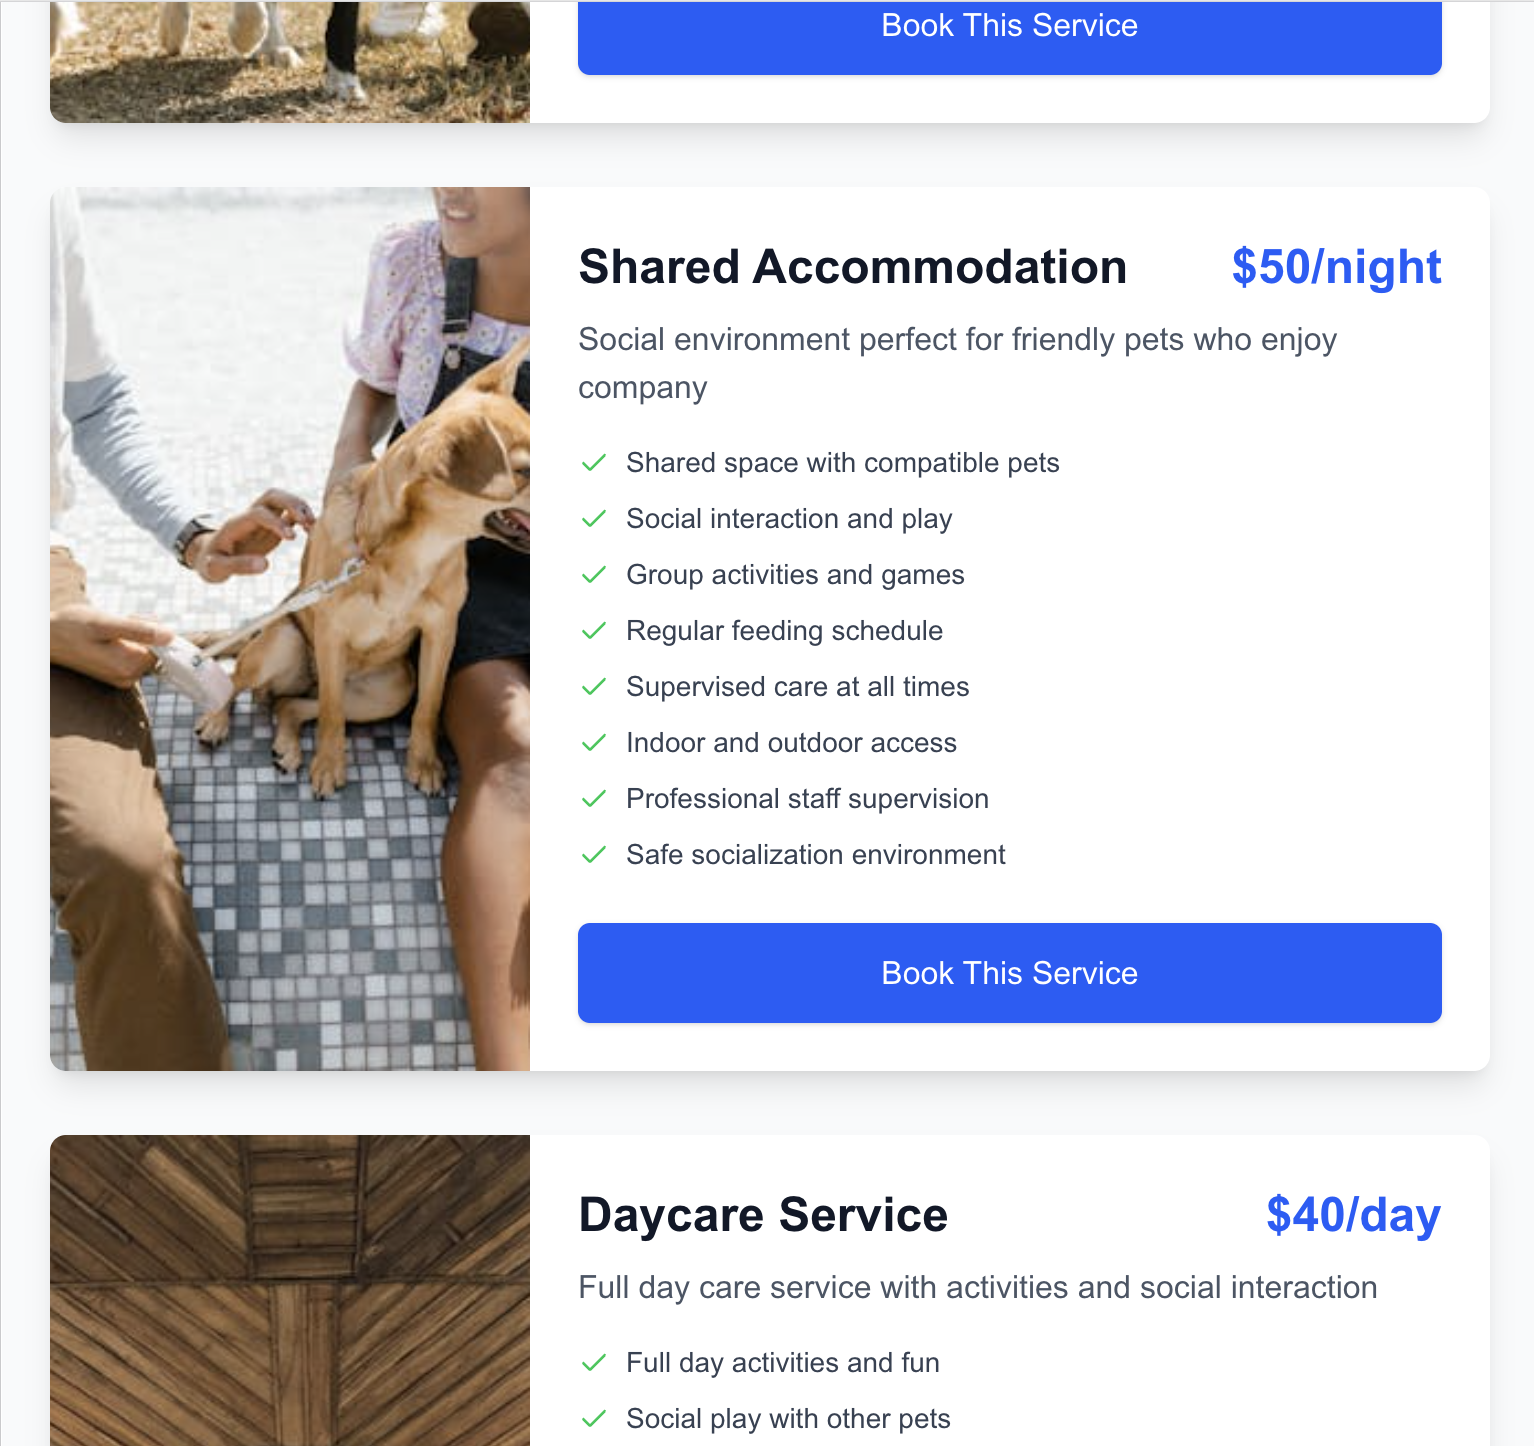 Book This Service
Shared Accommodation
$50/night
Social environment perfect for friendly pets who enjoy
company
Shared space with compatible pets
Social interaction and play
Group activities and games
Regular feeding schedule
Supervised care at all times
Indoor and outdoor access
Professional staff supervision
Safe socialization environment
Book This Service
Daycare Service
$40/day
Full day care service with activities and social interaction
Full day activities and fun
Social play with other pets